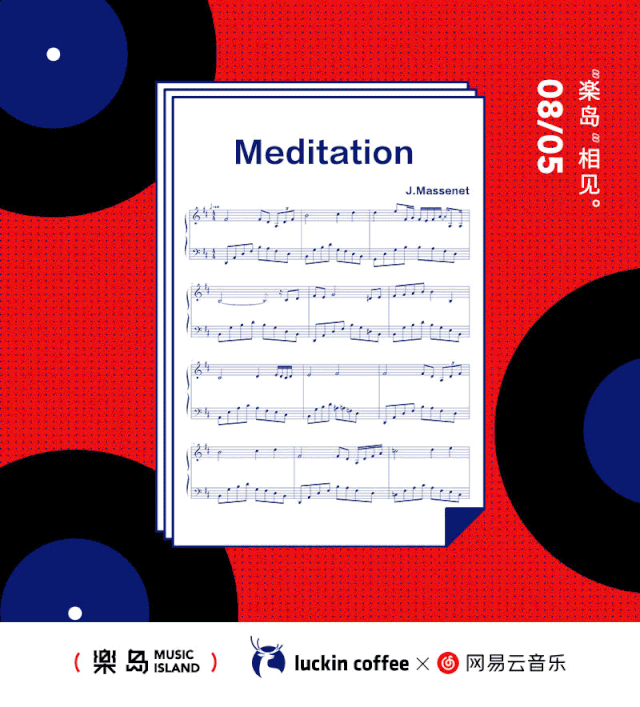 "楽岛"相见。
08/05
Meditation
J.Massenet
( 楽岛 MUSIC ISLAND )
luckin coffee × 网易云音乐